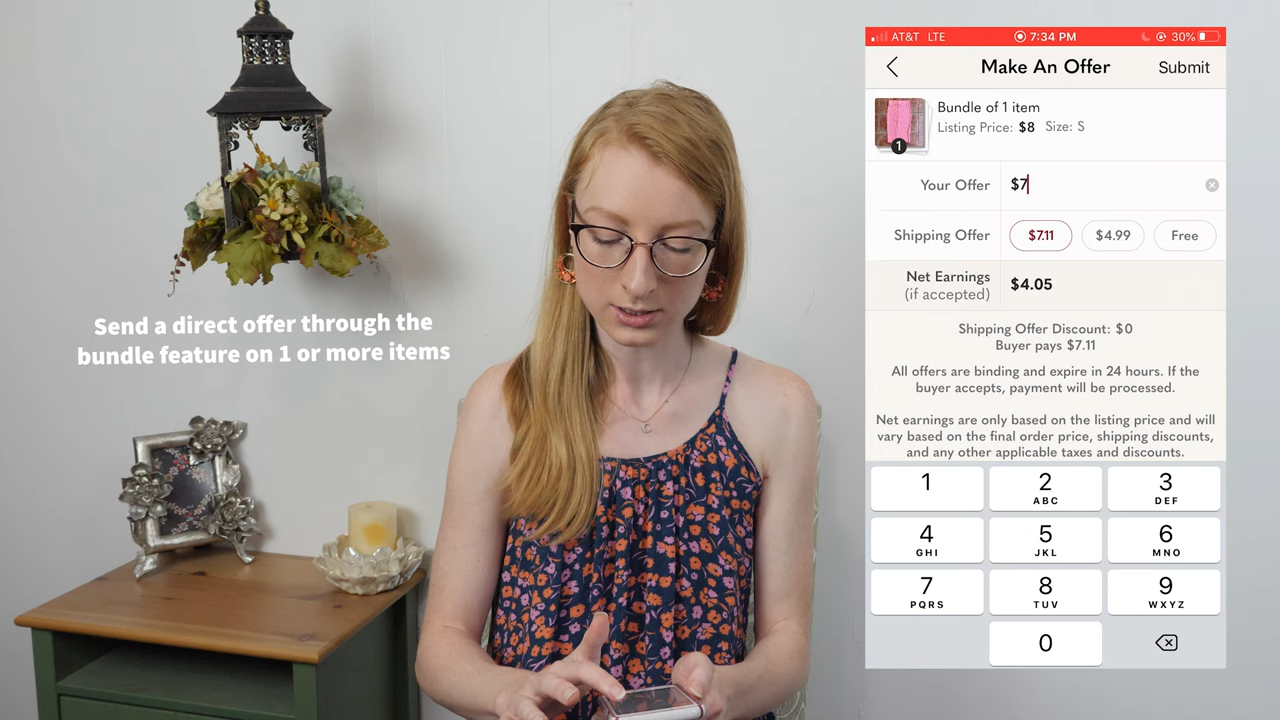 Send a direct offer through the
bundle feature on 1 or more items
AT&T LTE 7:34 PM 30%
Make An Offer Submit
Bundle of 1 item
Listing Price: $8 Size: S
1
Your Offer $7
Shipping Offer $7.11 $4.99 Free
Net Earnings $4.05
(if accepted)
Shipping Offer Discount: $0
Buyer pays $7.11
All offers are binding and expire in 24 hours. If the
buyer accepts, payment will be processed.
Net earnings are only based on the listing price and will
vary based on the final order price, shipping discounts,
and any other applicable taxes and discounts.
1 2 3
ABC DEF
4 5 6
GHI JKL MNO
7 8 9
PQRS TUV WXYZ
0